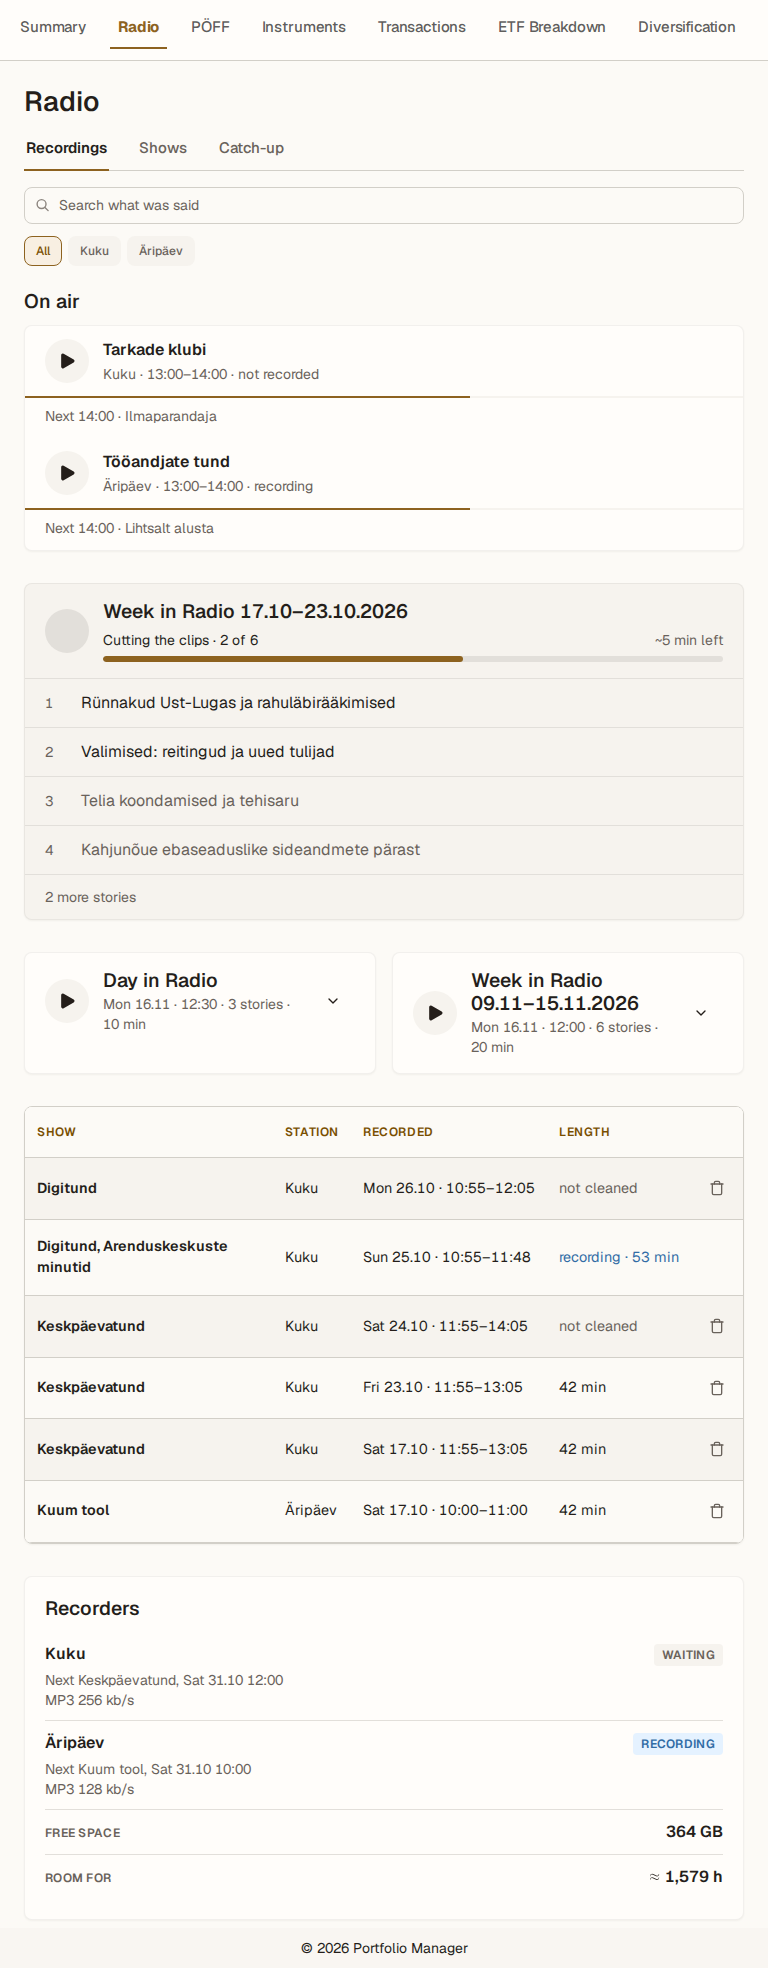 Summary Radio PÖFF Instruments Transactions ETF Breakdown Diversification
Radio
Recordings Shows Catch-up
Search what was said
All Kuku Äripäev
On air
Tarkade klubi
Kuku · 13:00–14:00 · not recorded
Next 14:00 · Ilmaparandaja
Tööandjate tund
Äripäev · 13:00–14:00 · recording
Next 14:00 · Lihtsalt alusta
Week in Radio 17.10–23.10.2026
Cutting the clips · 2 of 6 ~5 min left
1 Rünnakud Ust-Lugas ja rahuläbirääkimised
2 Valimised: reitingud ja uued tulijad
3 Telia koondamised ja tehisaru
4 Kahjunõue ebaseaduslike sideandmete pärast
2 more stories
Day in Radio
Mon 16.11 · 12:30 · 3 stories ·
10 min
Week in Radio
09.11–15.11.2026
Mon 16.11 · 12:00 · 6 stories ·
20 min
SHOW STATION RECORDED LENGTH
Digitund Kuku Mon 26.10 · 10:55–12:05 not cleaned
Digitund, Arenduskeskuste
minutid Kuku Sun 25.10 · 10:55–11:48 recording · 53 min
Keskpäevatund Kuku Sat 24.10 · 11:55–14:05 not cleaned
Keskpäevatund Kuku Fri 23.10 · 11:55–13:05 42 min
Keskpäevatund Kuku Sat 17.10 · 11:55–13:05 42 min
Kuum tool Äripäev Sat 17.10 · 10:00–11:00 42 min
Recorders
Kuku WAITING
Next Keskpäevatund, Sat 31.10 12:00
MP3 256 kb/s
Äripäev RECORDING
Next Kuum tool, Sat 31.10 10:00
MP3 128 kb/s
FREE SPACE 364 GB
ROOM FOR ≈ 1,579 h
© 2026 Portfolio Manager